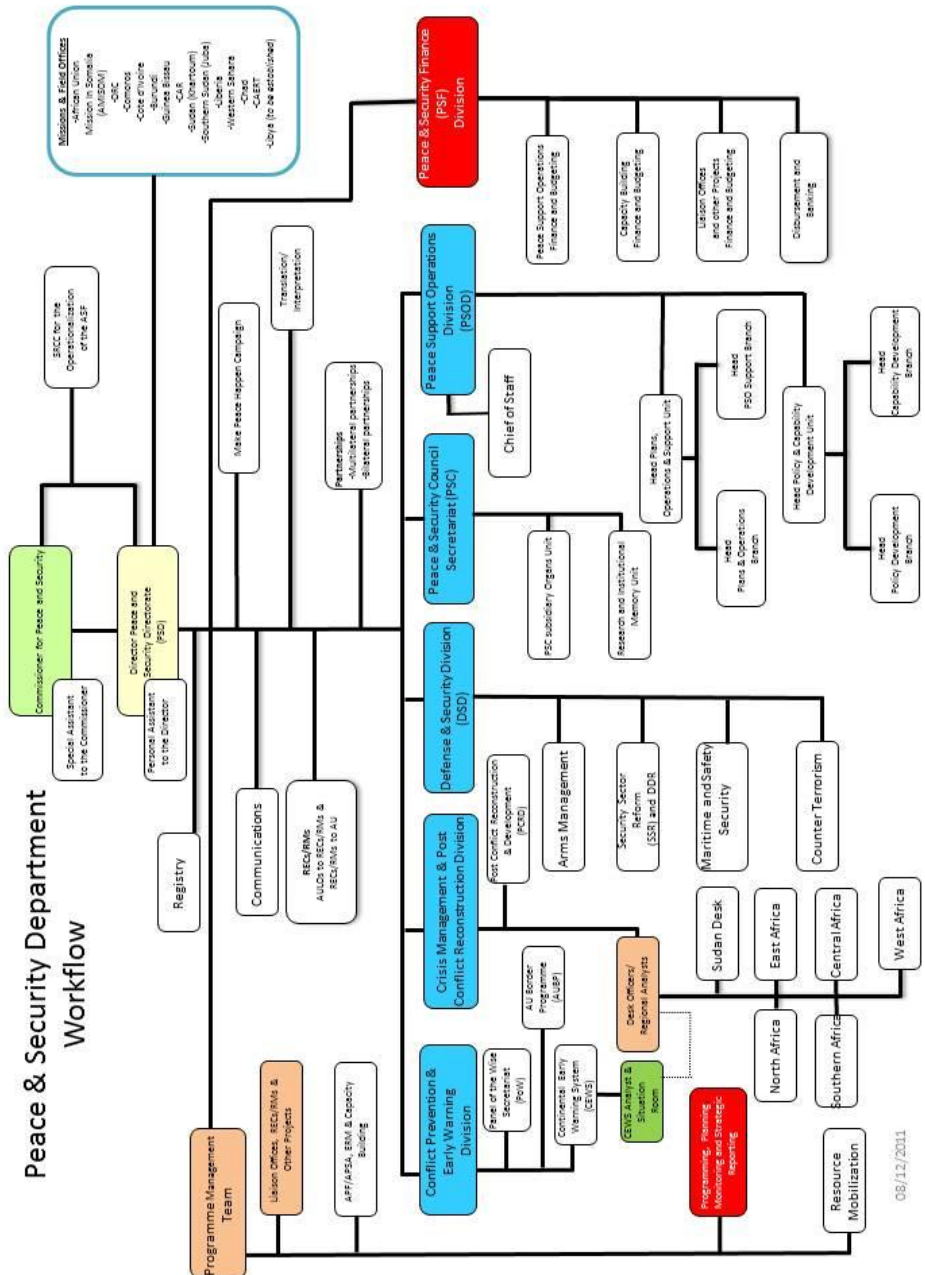 Peace & Security Department
Workflow
Commissioner for Peace and Security
Special Assistant
to the Commissioner
SRCC for the
Operationalization
of the ASF
Director Peace and
Security Directorate
(PSD)
Personal Assistant
to the Director
Missions & Field Offices
-African Union
Mission in Somalia
(AMISOM)
-DRC
-Comoros
-Cote d'Ivoire
-Burundi
-Guinea Bissau
-CAR
-Sudan (Khartoum)
-Southern Sudan (Juba)
-Liberia
-Western Sahara
-Chad
-CAERT
-Libya (to be established)
Registry
Make Peace Happen Campaign
Communications
Translation/
Interpretation
RECs/RMs
AULOs to RECs/RMs &
RECs/RMs to AU
Partnerships
-Multilateral partnerships
-Bilateral partnerships
Programme Management
Team
Liaison Offices, RECs/RMs &
Other Projects
APF/APSA, ERM & Capacity
Building
Programming, Planning
Monitoring and Strategic
Reporting
Resource
Mobilization
Conflict Prevention &
Early Warning
Division
Panel of the Wise
Secretariat
(PoW)
AU Border
Programme
(AUBP)
Continental Early
Warning System
(CEWS)
CEWS Analyst &
Situation
Room
Crisis Management & Post
Conflict Reconstruction Division
Post Conflict Reconstruction
& Development
(PCRD)
Desk Officers/
Regional Analysts
Sudan Desk
North Africa
East Africa
Southern Africa
Central Africa
West Africa
Defense & Security Division
(DSD)
Arms Management
Security Sector
Reform
(SSR) and DDR
Maritime and Safety
Security
Counter Terrorism
Peace & Security Council
Secretariat (PSC)
PSC subsidiary Organs Unit
Research and Institutional
Memory Unit
Peace Support Operations
Division
(PSOD)
Chief of Staff
Head Plans,
Operations & Support Unit
Head
Plans & Operations
Branch
Head
PSO Support Branch
Head Policy & Capability
Development Unit
Head
Policy Development
Branch
Head
Capability Development
Branch
Peace & Security Finance
(PSF)
Division
Peace Support Operations
Finance and Budgeting
Capacity Building
Finance and Budgeting
Liaison Offices
and other Projects
Finance and Budgeting
Disbursement and
Banking
08/12/2011